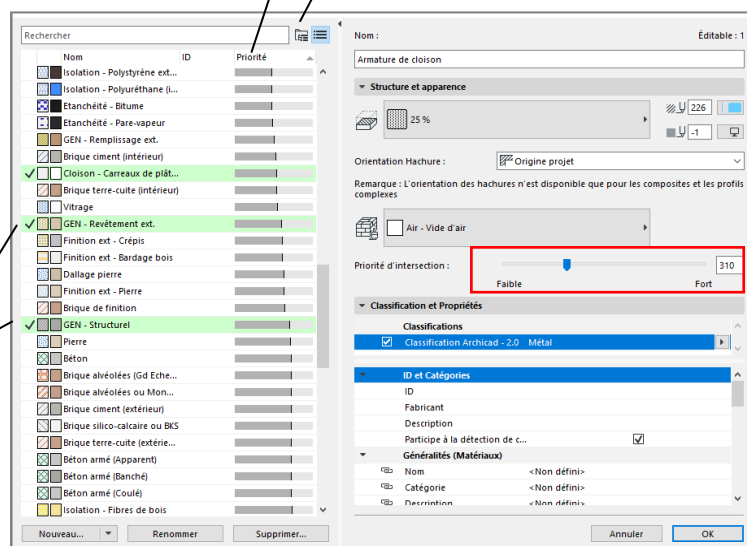 Rechercher
Nom ID Priorité
Isolation - Polystyrène ext...
Isolation - Polyuréthane (i...
Etanchéité - Bitume
Etanchéité - Pare-vapeur
GEN - Remplissage ext.
Brique ciment (intérieur)
Cloison - Carreaux de plât...
Brique terre-cuite (intérieur)
Vitrage
GEN - Revêtement ext.
Finition ext - Crépis
Finition ext - Bardage bois
Dallage pierre
Finition ext - Pierre
Brique de finition
GEN - Structurel
Pierre
Béton
Brique alvéolées (Gd Eche...
Brique alvéolées ou Mon...
Brique ciment (extérieur)
Brique silico-calcaire ou BKS
Brique terre-cuite (extérie...
Béton armé (Apparent)
Béton armé (Banché)
Béton armé (Coulé)
Isolation - Fibres de bois
Nouveau... Renommer Supprimer...
Nom : Éditable : 1
Armature de cloison
Structure et apparence
25 %
226
-1
Orientation Hachure : Origine projet
Remarque : L'orientation des hachures n'est disponible que pour les composites et les profils
complexes
Air - Vide d'air
Priorité d'intersection : 310
Faible Fort
Classification et Propriétés
Classifications
Classification Archicad - 2.0 Métal
ID et Catégories
ID
Fabricant
Description
Participe à la détection de c...
Généralités (Matériaux)
Nom <Non défini>
Catégorie <Non défini>
Description <Non défini>
Annuler OK